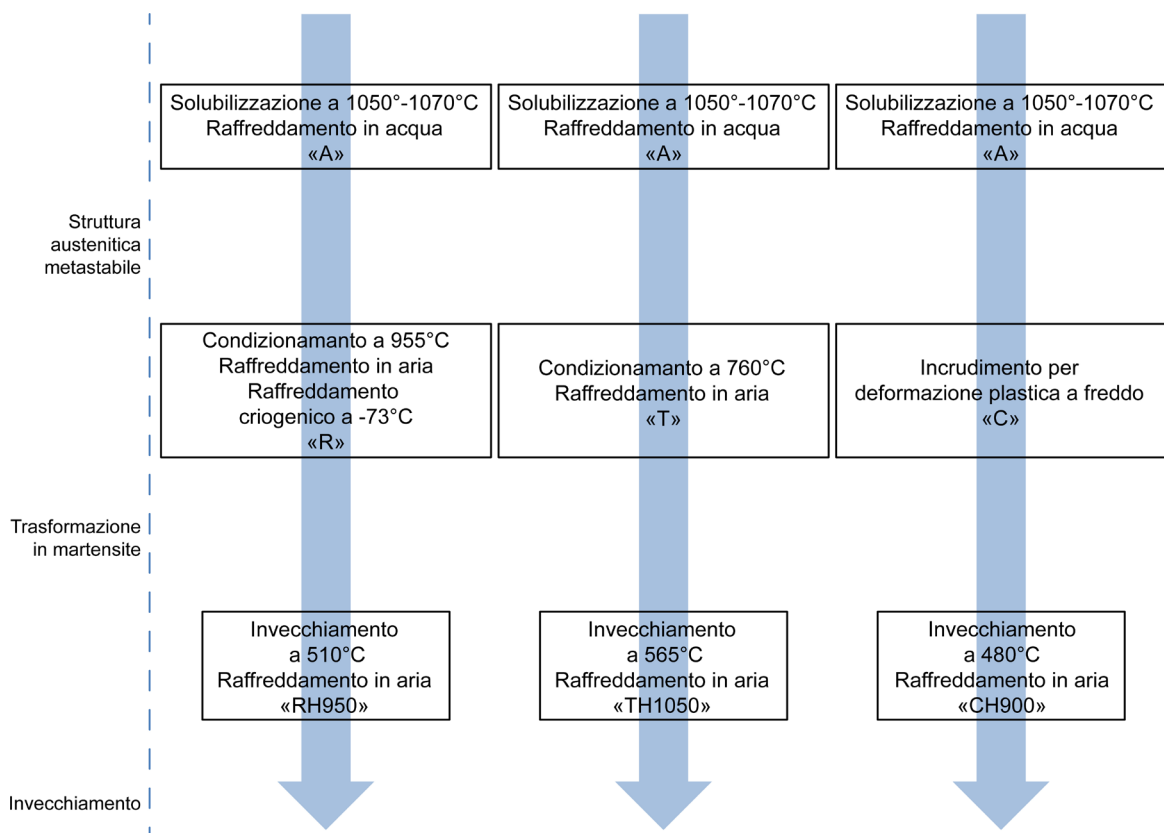 Solubilizzazione a 1050°-1070°C
Raffreddamento in acqua
«A»
Solubilizzazione a 1050°-1070°C
Raffreddamento in acqua
«A»
Solubilizzazione a 1050°-1070°C
Raffreddamento in acqua
«A»
Struttura
austenitica
metastabile
Condizionamanto a 955°C
Raffreddamento in aria
Raffreddamento
criogenico a -73°C
«R»
Condizionamanto a 760°C
Raffreddamento in aria
«T»
Incrudimento per
deformazione plastica a freddo
«C»
Trasformazione
in martensite
Invecchiamento
a 510°C
Raffreddamento in aria
«RH950»
Invecchiamento
a 565°C
Raffreddamento in aria
«TH1050»
Invecchiamento
a 480°C
Raffreddamento in aria
«CH900»
Invecchiamento